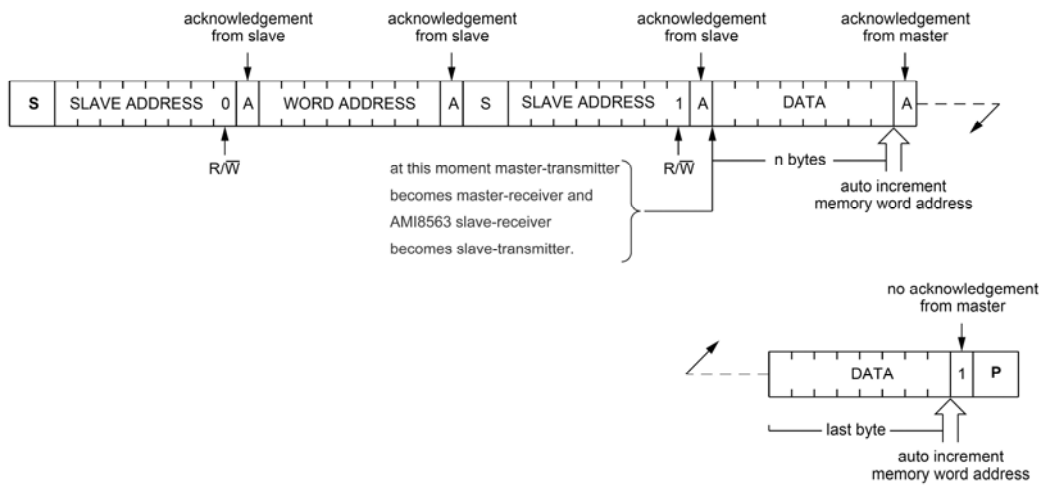 acknowledgement
from slave
acknowledgement
from slave
acknowledgement
from slave
acknowledgement
from master
S SLAVE ADDRESS 0 A WORD ADDRESS A S SLAVE ADDRESS 1 A DATA A
R/W̅
R/W̅
n bytes
at this moment master-transmitter
becomes master-receiver and
AMI8563 slave-receiver
becomes slave-transmitter.
auto increment
memory word address
no acknowledgement
from master
DATA 1 P
last byte
auto increment
memory word address